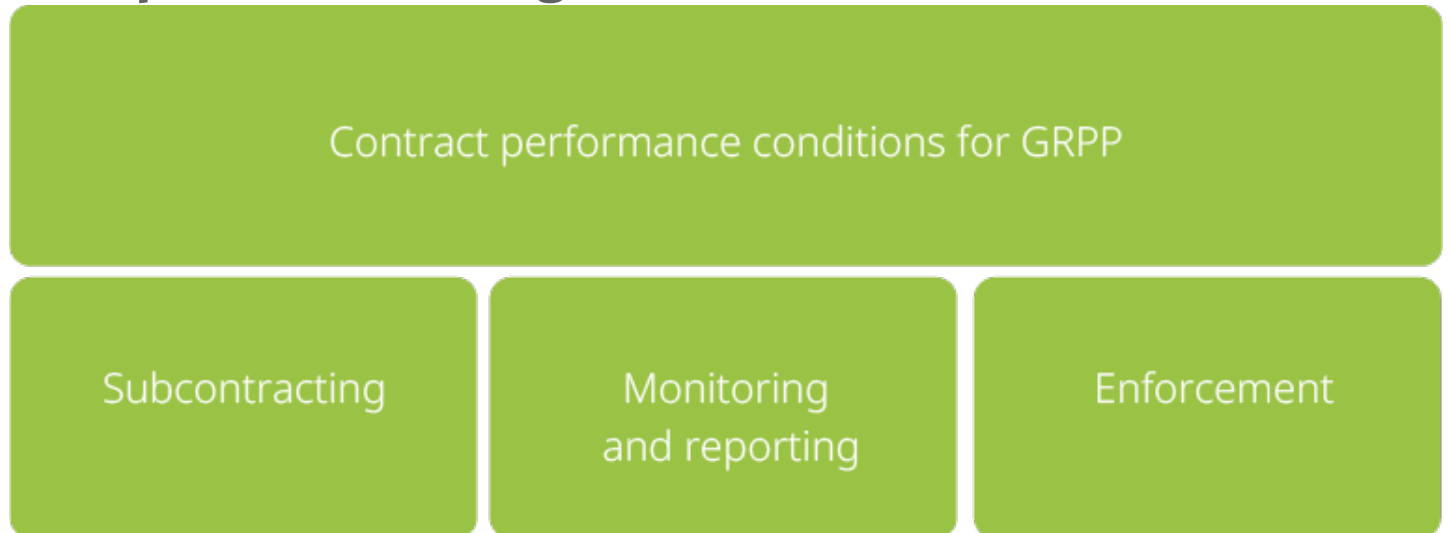 Contract performance conditions for GRPP
Subcontracting
Monitoring
and reporting
Enforcement